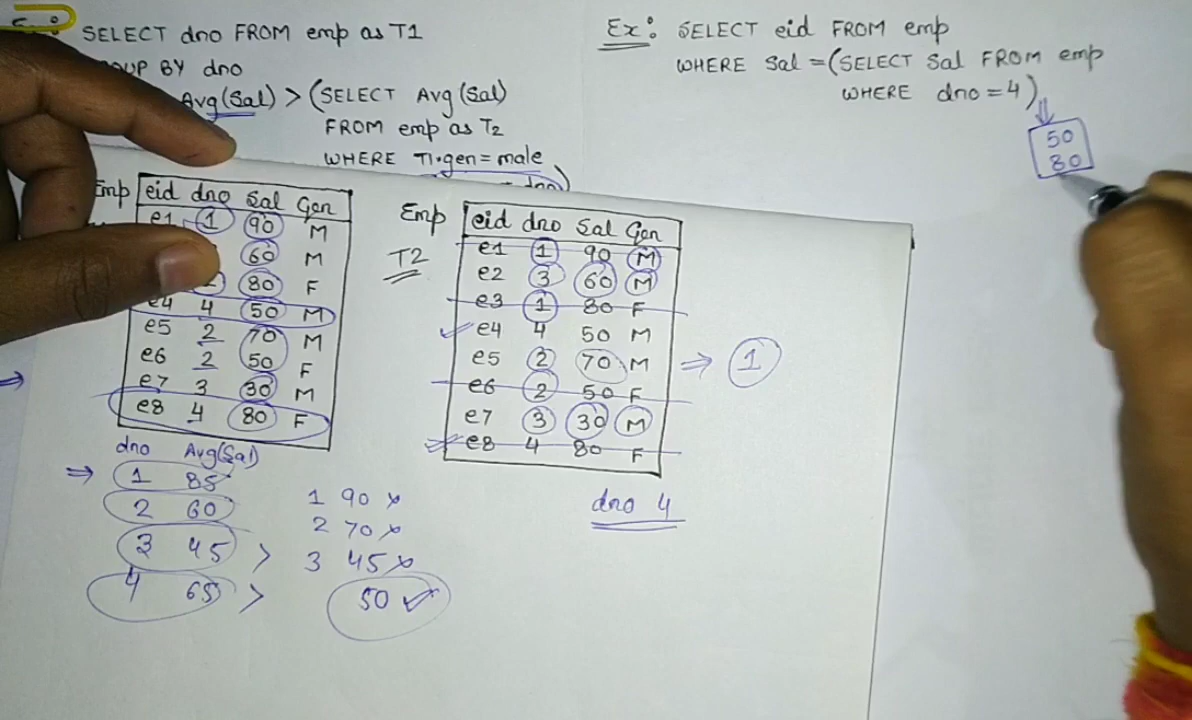 SELECT dno FROM emp as T1
BY dno
Avg(Sal) > (SELECT Avg(Sal)
FROM emp as T2
WHERE T1.gen = male
dno)
Ex: SELECT eid FROM emp
WHERE Sal = (SELECT Sal FROM emp
WHERE dno = 4)
50
80
Emp eid dno Sal Gen
e1 1 90 M
60 M
80 F
e4 4 50 M
e5 2 70 M
e6 2 50 F
e7 3 30 M
e8 4 80 F
Emp eid dno Sal Gen
T2
e1 1 90 M
e2 3 60 M
e3 1 80 F
e4 4 50 M
e5 2 70 M ⇒ 1
e6 2 50 F
e7 3 30 M
e8 4 80 F
dno Avg(Sal)
⇒ 1 85
2 60
3 45 >
4 65 >
1 90 x
2 70 x
3 45 x
50 ✓
dno 4